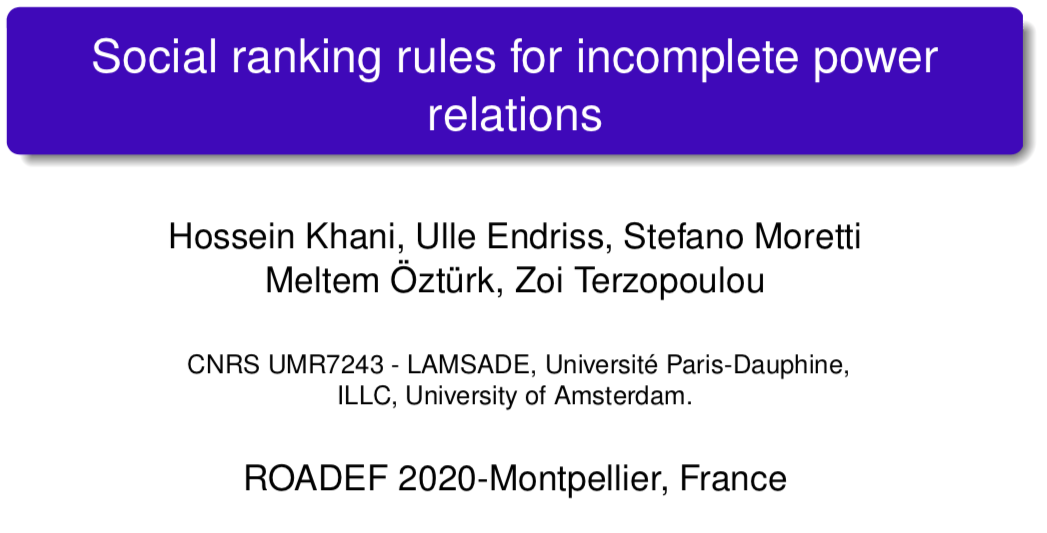 Social ranking rules for incomplete power
relations
Hossein Khani, Ulle Endriss, Stefano Moretti
Meltem Öztürk, Zoi Terzopoulou
CNRS UMR7243 - LAMSADE, Université Paris-Dauphine,
ILLC, University of Amsterdam.
ROADEF 2020-Montpellier, France